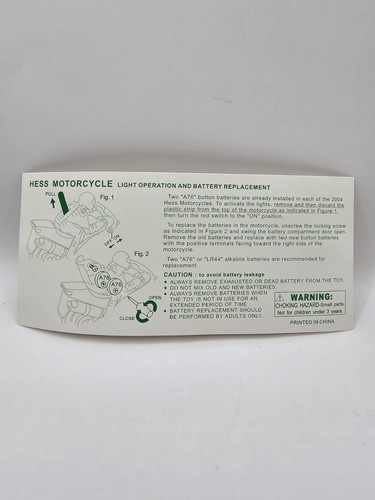 HESS MOTORCYCLE LIGHT OPERATION AND BATTERY REPLACEMENT
PULL
Fig. 1
OFF ON
Fig. 2
A76
A76
OPEN
CLOSE
Two "A76" button batteries are already installed in each of the 2004
Hess Motorcycles. To activate the lights, remove and then discard the
plastic strip from the top of the motorcycle as indicated in Figure 1,
then turn the red switch to the "ON" position.
To replace the batteries in the motorcycle, unscrew the locking screw
as indicated in Figure 2 and swing the battery compartment door open.
Remove the old batteries and replace with two new button batteries
with the positive terminals facing toward the right side of the
motorcycle.
Two "A76" or "LR44" alkaline batteries are recommended for
replacement.
CAUTION : to avoid battery leakage
• ALWAYS REMOVE EXHAUSTED OR DEAD BATTERY FROM THE TOY.
• DO NOT MIX OLD AND NEW BATTERIES.
• ALWAYS REMOVE BATTERIES WHEN
THE TOY IS NOT IN USE FOR AN
EXTENDED PERIOD OF TIME.
• BATTERY REPLACEMENT SHOULD
BE PERFORMED BY ADULTS ONLY.
WARNING:
CHOKING HAZARD-Small parts.
Not for children under 3 years.
PRINTED IN CHINA